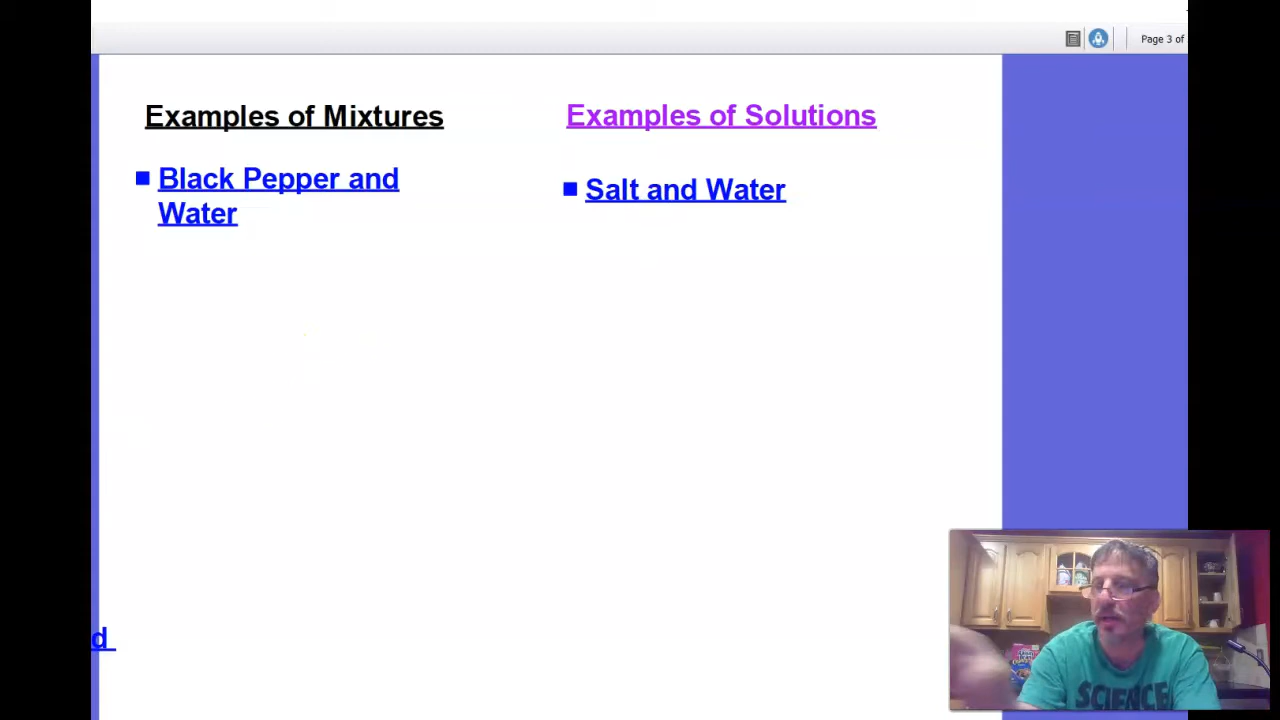 Page 3 of
Examples of Mixtures
Examples of Solutions
Black Pepper and
Water
Salt and Water
d
SCIENCE